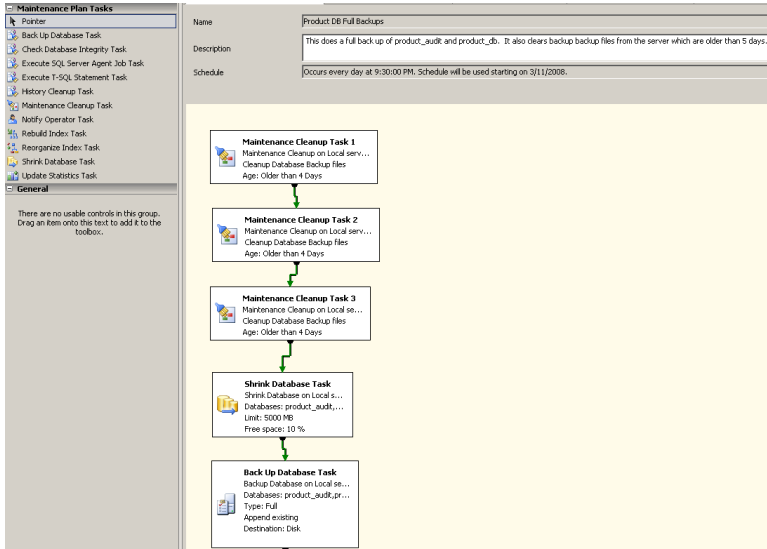 Maintenance Plan Tasks
Pointer
Back Up Database Task
Check Database Integrity Task
Execute SQL Server Agent Job Task
Execute T-SQL Statement Task
History Cleanup Task
Maintenance Cleanup Task
Notify Operator Task
Rebuild Index Task
Reorganize Index Task
Shrink Database Task
Update Statistics Task
General
There are no usable controls in this group.
Drag an item onto this text to add it to the
toolbox.
Name
Product DB Full Backups
Description
This does a full back up of product_audit and product_db. It also clears backup backup files from the server which are older than 5 days.
Schedule
Occurs every day at 9:30:00 PM. Schedule will be used starting on 3/11/2008.
Maintenance Cleanup Task 1
Maintenance Cleanup on Local serv...
Cleanup Database Backup files
Age: Older than 4 Days
Maintenance Cleanup Task 2
Maintenance Cleanup on Local serv...
Cleanup Database Backup files
Age: Older than 4 Days
Maintenance Cleanup Task 3
Maintenance Cleanup on Local se...
Cleanup Database Backup files
Age: Older than 4 Days
Shrink Database Task
Shrink Database on Local s...
Databases: product_audit,...
Limit: 5000 MB
Free space: 10 %
Back Up Database Task
Backup Database on Local se...
Databases: product_audit,pr...
Type: Full
Append existing
Destination: Disk